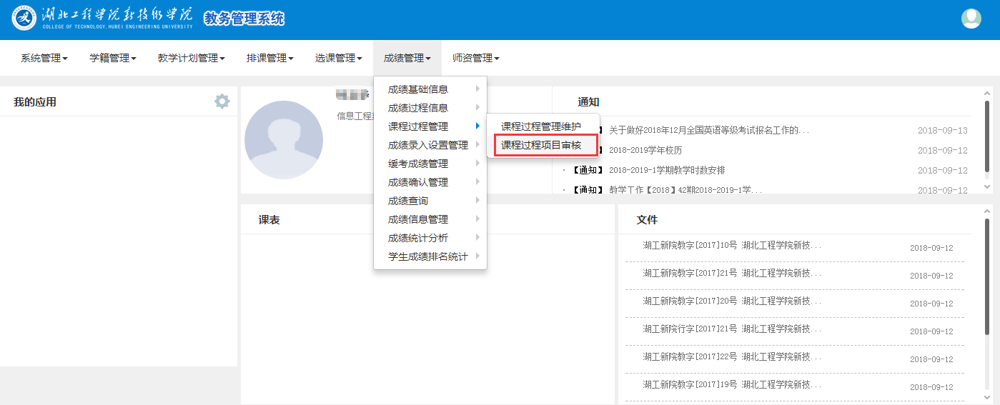 湖北工程学院新技术学院
COLLEGE OF TECHNOLOGY, HUBEI ENGINEERING UNIVERSITY
教务管理系统
系统管理 学籍管理 教学计划管理 排课管理 选课管理 成绩管理 师资管理
我的应用
信息工程
成绩基础信息
成绩过程信息
课程过程管理
成绩录入设置管理
缓考成绩管理
成绩确认管理
成绩查询
成绩信息管理
成绩统计分析
学生成绩排名统计
课程过程管理维护
课程过程项目审核
通知
】 关于做好2018年12月全国英语等级考试报名工作的... 2018-09-13
】 2018-2019学年校历 2018-09-12
· 【通知】 2018-2019-1学期教学时数安排 2018-09-12
· 【通知】 教学工作【2018】42期2018-2019-1学... 2018-09-12
课表
文件
湖工新院教字[2017]10号 湖北工程学院新技... 2018-09-12
湖工新院教字[2017]21号 湖北工程学院新技... 2018-09-12
湖工新院教字[2017]20号 湖北工程学院新技... 2018-09-12
湖工新院行字[2017]21号 湖北工程学院新技... 2018-09-12
湖工新院教字[2017]22号 湖北工程学院新技... 2018-09-12
湖工新院教字[2017]19号 湖北工程学院新技... 2018-09-12